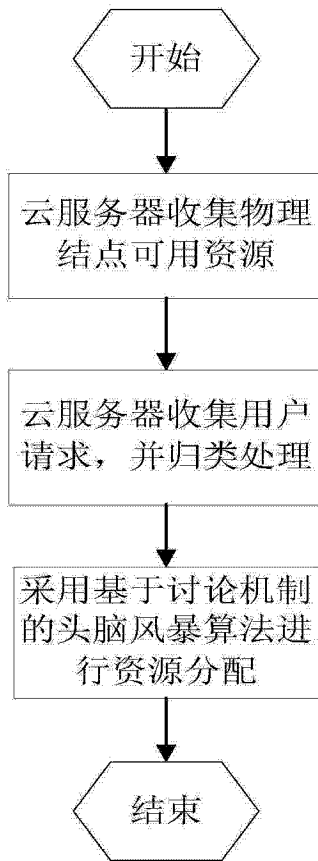 开始
云服务器收集物理
结点可用资源
云服务器收集用户
请求，并归类处理
采用基于讨论机制
的头脑风暴算法进
行资源分配
结束